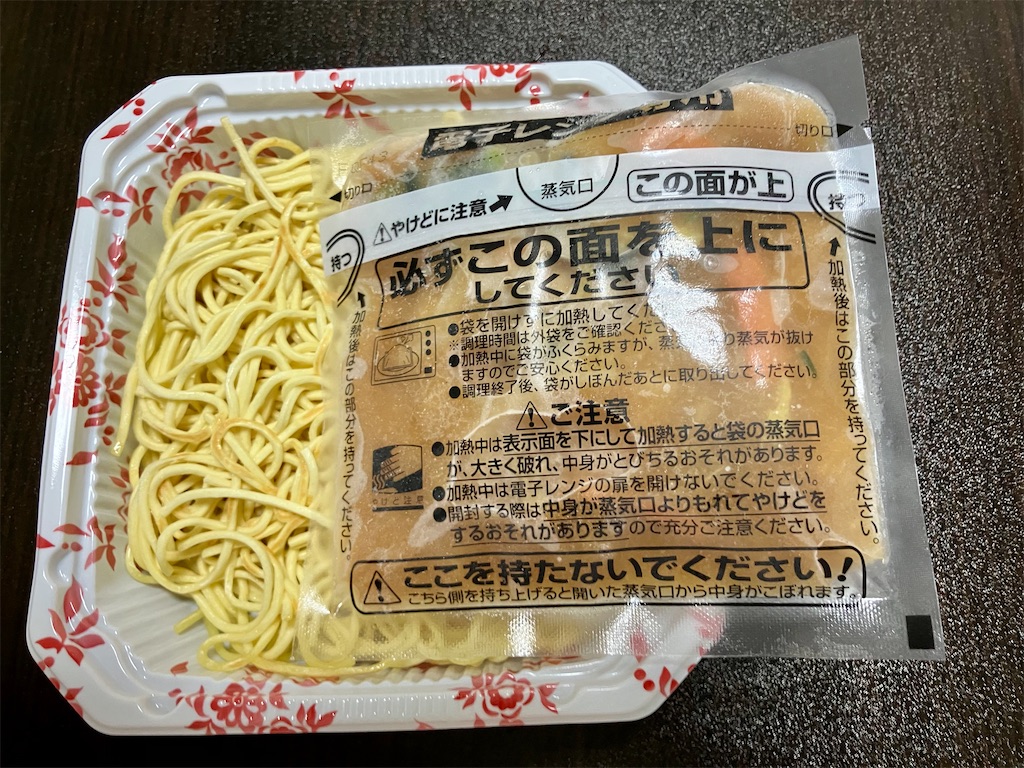 電子レンジ
切り口
切り口
蒸気口
この面が上
⚠やけどに注意
持つ
持つ
必ずこの面を上に
してください
●袋を開けずに加熱してくだ
※調理時間は外袋をご確認くださ
●加熱中に袋がふくらみますが、蒸気 り蒸気が抜け
ますのでご安心ください。
●調理終了後、袋がしぼんだあとに取り出してください。
⚠ご注意
●加熱中は表示面を下にして加熱すると袋の蒸気口
が、大きく破れ、中身がとびちるおそれがあります。
●加熱中は電子レンジの扉を開けないでください。
●開封する際は中身が蒸気口よりもれてやけどを
するおそれがありますので充分ご注意ください。
やけど注意
加熱後はこの部分を持ってください。
加熱後はこの部分を持ってください。
⚠ここを持たないでください!
こちら側を持ち上げると開いた蒸気口から中身がこぼれます。